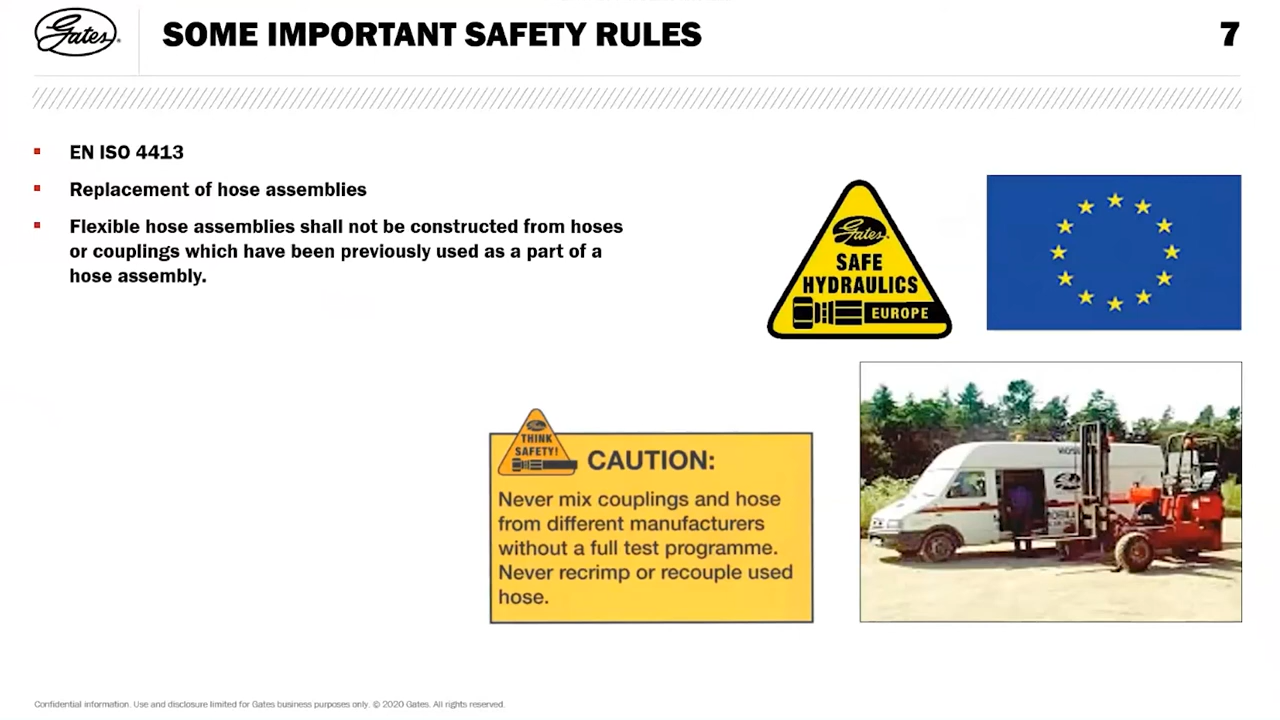 Gates
SOME IMPORTANT SAFETY RULES
7
EN ISO 4413
Replacement of hose assemblies
Flexible hose assemblies shall not be constructed from hoses
or couplings which have been previously used as a part of a
hose assembly.
Gates
SAFE
HYDRAULICS
EUROPE
THINK
SAFETY!
CAUTION:
Never mix couplings and hose
from different manufacturers
without a full test programme.
Never recrimp or recouple used
hose.
Confidential information. Use and disclosure limited for Gates business purposes only. © 2020 Gates. All rights reserved.